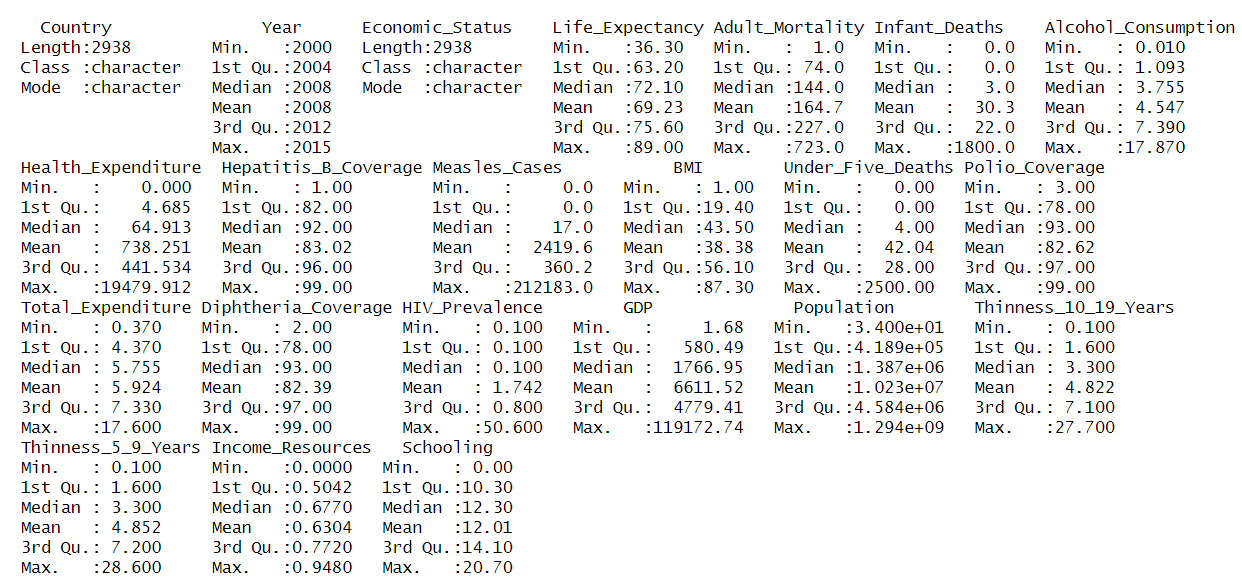 Country Year Economic_Status Life_Expectancy Adult_Mortality Infant_Deaths Alcohol_Consumption
Length:2938 Min. :2000 Length:2938 Min. :36.30 Min. : 1.0 Min. : 0.0 Min. : 0.010
Class :character 1st Qu.:2004 Class :character 1st Qu.:63.20 1st Qu.: 74.0 1st Qu.: 0.0 1st Qu.: 1.093
Mode :character Median :2008 Mode :character Median :72.10 Median :144.0 Median : 3.0 Median : 3.755
Mean :2008 Mean :69.23 Mean :164.7 Mean : 30.3 Mean : 4.547
3rd Qu.:2012 3rd Qu.:75.60 3rd Qu.:227.0 3rd Qu.: 22.0 3rd Qu.: 7.390
Max. :2015 Max. :89.00 Max. :723.0 Max. :1800.0 Max. :17.870
Health_Expenditure Hepatitis_B_Coverage Measles_Cases BMI Under_Five_Deaths Polio_Coverage
Min. : 0.000 Min. : 1.00 Min. : 0.0 Min. : 1.00 Min. : 0.00 Min. : 3.00
1st Qu.: 4.685 1st Qu.:82.00 1st Qu.: 0.0 1st Qu.:19.40 1st Qu.: 0.00 1st Qu.:78.00
Median : 64.913 Median :92.00 Median : 17.0 Median :43.50 Median : 4.00 Median :93.00
Mean : 738.251 Mean :83.02 Mean : 2419.6 Mean :38.38 Mean : 42.04 Mean :82.62
3rd Qu.: 441.534 3rd Qu.:96.00 3rd Qu.: 360.2 3rd Qu.:56.10 3rd Qu.: 28.00 3rd Qu.:97.00
Max. :19479.912 Max. :99.00 Max. :212183.0 Max. :87.30 Max. :2500.00 Max. :99.00
Total_Expenditure Diphtheria_Coverage HIV_Prevalence GDP Population Thinness_10_19_Years
Min. : 0.370 Min. : 2.00 Min. : 0.100 Min. : 1.68 Min. :3.400e+01 Min. : 0.100
1st Qu.: 4.370 1st Qu.:78.00 1st Qu.: 0.100 1st Qu.: 580.49 1st Qu.:4.189e+05 1st Qu.: 1.600
Median : 5.755 Median :93.00 Median : 0.100 Median : 1766.95 Median :1.387e+06 Median : 3.300
Mean : 5.924 Mean :82.39 Mean : 1.742 Mean : 6611.52 Mean :1.023e+07 Mean : 4.822
3rd Qu.: 7.330 3rd Qu.:97.00 3rd Qu.: 0.800 3rd Qu.: 4779.41 3rd Qu.:4.584e+06 3rd Qu.: 7.100
Max. :17.600 Max. :99.00 Max. :50.600 Max. :119172.74 Max. :1.294e+09 Max. :27.700
Thinness_5_9_Years Income_Resources Schooling
Min. : 0.100 Min. :0.0000 Min. : 0.00
1st Qu.: 1.600 1st Qu.:0.5042 1st Qu.:10.30
Median : 3.300 Median :0.6770 Median :12.30
Mean : 4.852 Mean :0.6304 Mean :12.01
3rd Qu.: 7.200 3rd Qu.:0.7720 3rd Qu.:14.10
Max. :28.600 Max. :0.9480 Max. :20.70